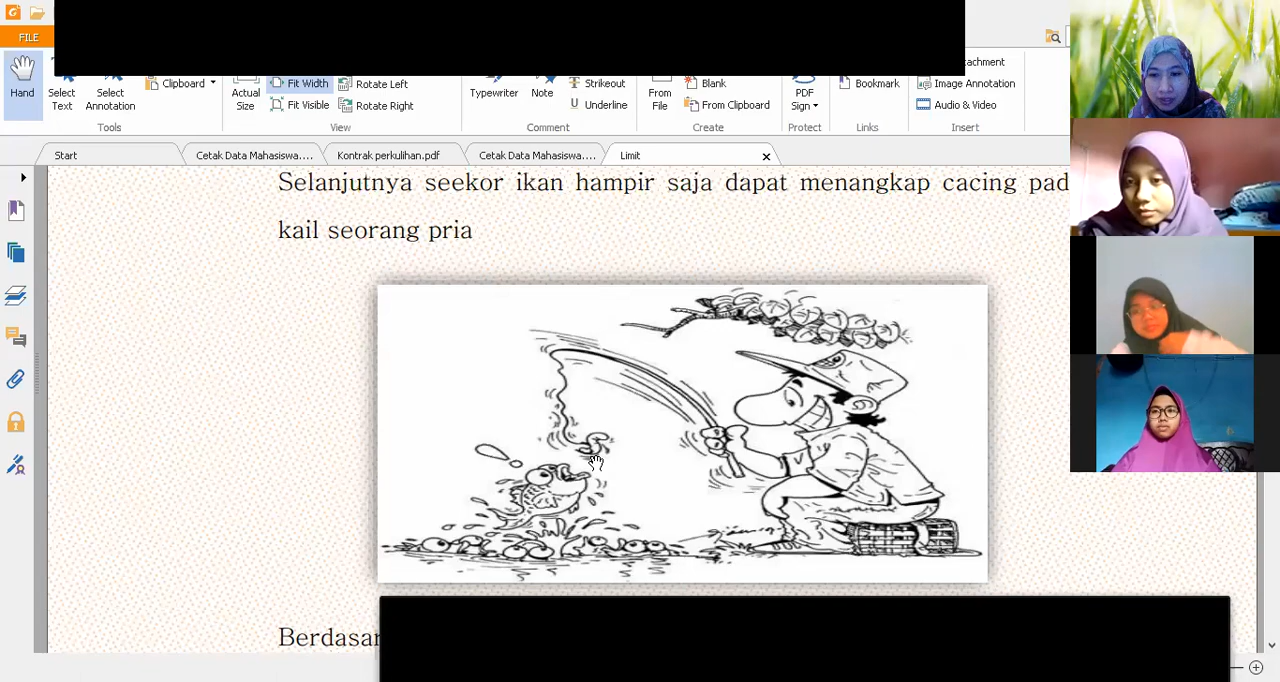 FILE
Hand
Select
Text
Select
Annotation
Clipboard
Tools
Actual
Size
Fit Width
Fit Visible
Rotate Left
Rotate Right
View
Typewriter
Note
Strikeout
Underline
Comment
From
File
Blank
From Clipboard
Create
PDF
Sign
Protect
Bookmark
Links
Image Annotation
Audio & Video
Insert
Start
Cetak Data Mahasiswa....
Kontrak perkulihan.pdf
Cetak Data Mahasiswa....
Limit
Selanjutnya seekor ikan hampir saja dapat menangkap cacing pad
kail seorang pria
Berdasar